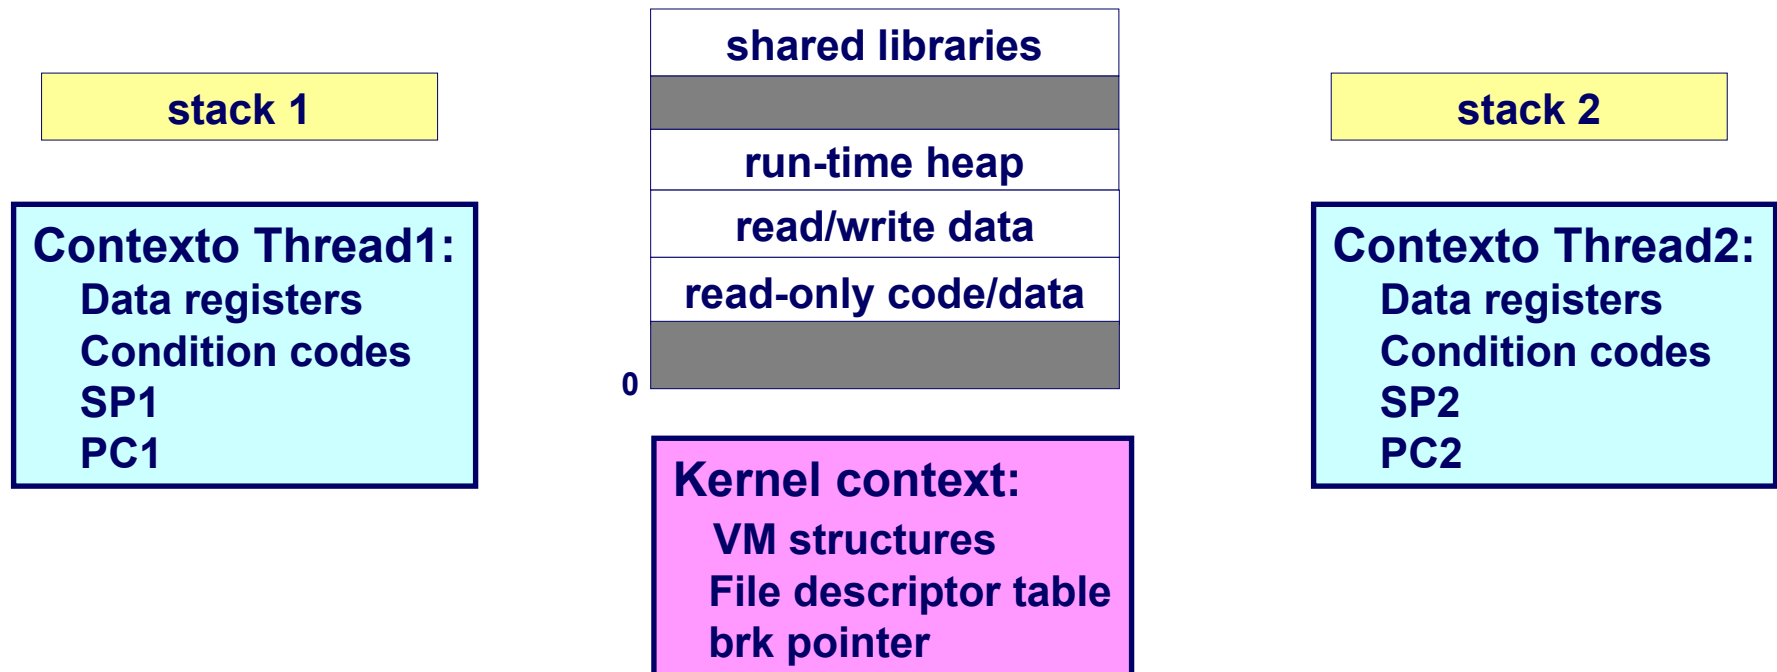 stack 1
Contexto Thread1:
Data registers
Condition codes
SP1
PC1
shared libraries
run-time heap
read/write data
read-only code/data
0
Kernel context:
VM structures
File descriptor table
brk pointer
stack 2
Contexto Thread2:
Data registers
Condition codes
SP2
PC2